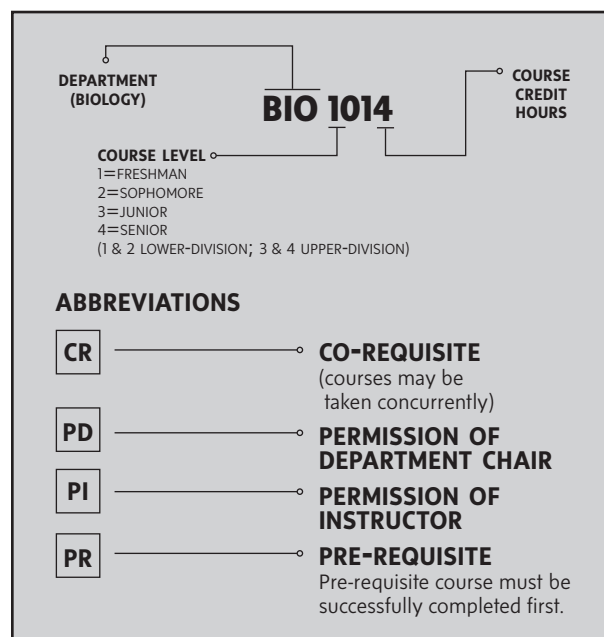 DEPARTMENT
(BIOLOGY)
BIO 1014
COURSE
CREDIT
HOURS
COURSE LEVEL
1=FRESHMAN
2=SOPHOMORE
3=JUNIOR
4=SENIOR
(1 & 2 LOWER-DIVISION; 3 & 4 UPPER-DIVISION)
ABBREVIATIONS
CR
CO-REQUISITE
(courses may be
taken concurrently)
PD
PERMISSION OF
DEPARTMENT CHAIR
PI
PERMISSION OF
INSTRUCTOR
PR
PRE-REQUISITE
Pre-requisite course must be
successfully completed first.